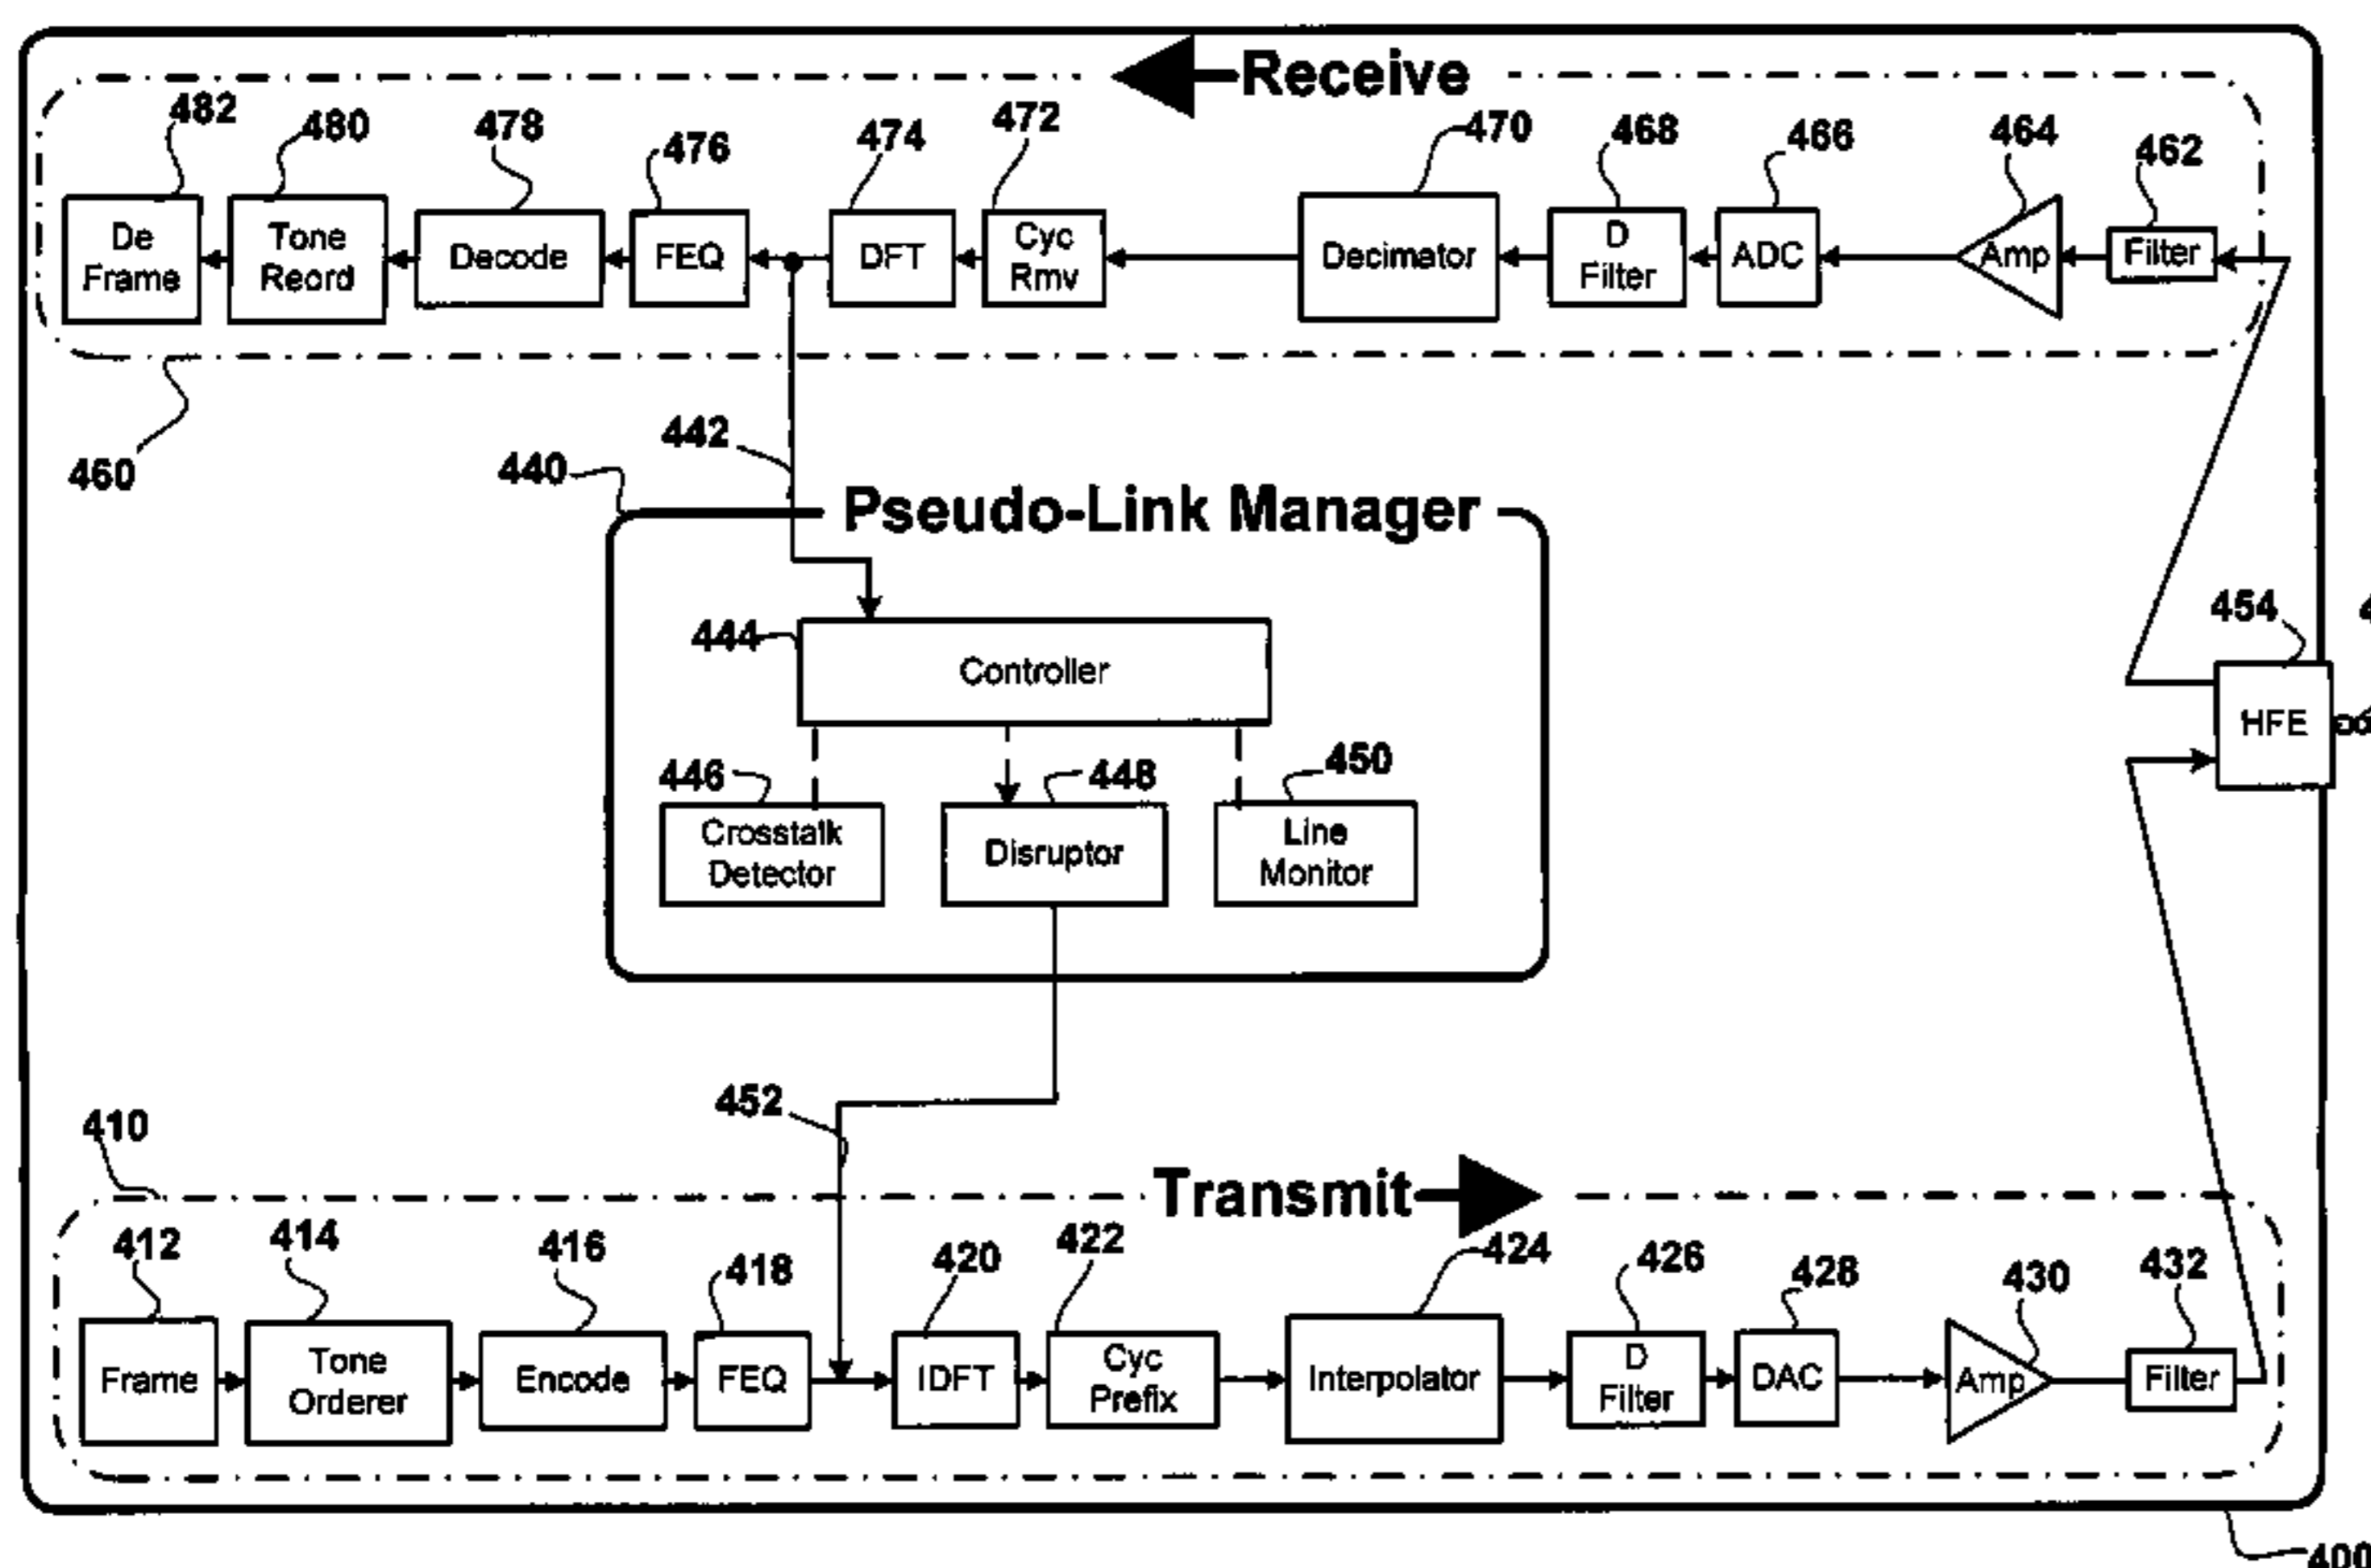 Receive
482
480
478
476
474
472
470
468
466
464
462
De
Frame
Tone
Reord
Decode
FEQ
DFT
Cyc
Rmv
Decimator
D
Filter
ADC
Amp
Filter
460
442
440
Pseudo-Link Manager
444
Controller
454
HFE
446
448
450
Crosstalk
Detector
Disruptor
Line
Monitor
452
410
Transmit
412
414
416
418
420
422
424
426
428
430
432
Frame
Tone
Orderer
Encode
FEQ
IDFT
Cyc
Prefix
Interpolator
D
Filter
DAC
Amp
Filter
400